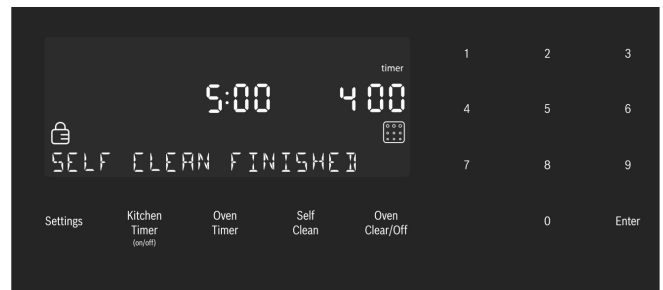 timer
5:00 4 00
SELF CLEAN FINISHED
Settings
Kitchen Timer (on/off)
Oven Timer
Self Clean
Oven Clear/Off
1 2 3
4 5 6
7 8 9
0 Enter